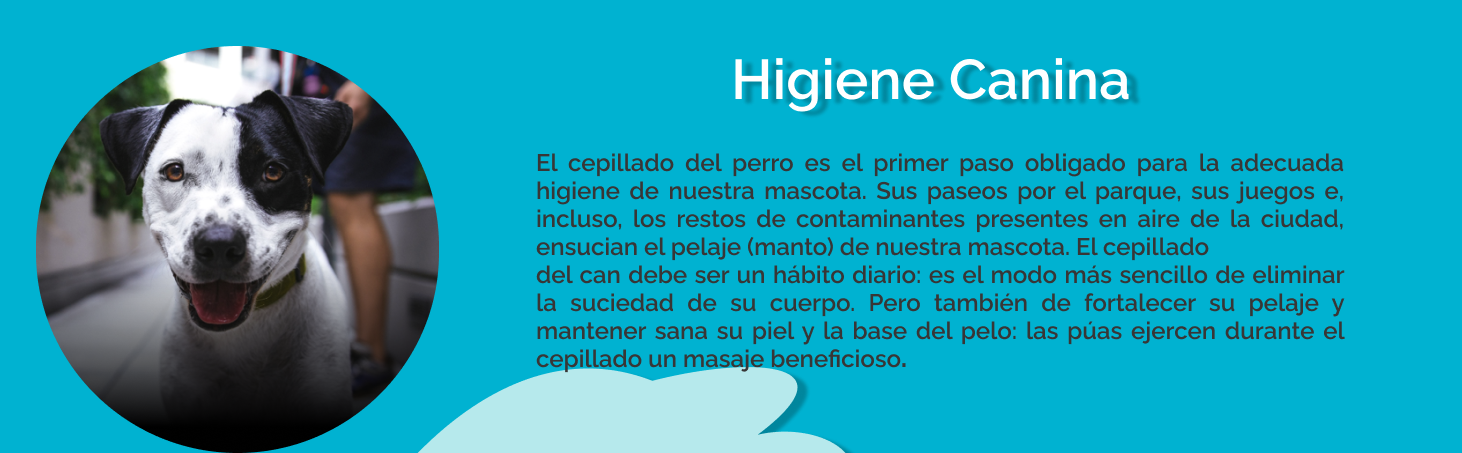 Higiene Canina
El cepillado del perro es el primer paso obligado para la adecuada
higiene de nuestra mascota. Sus paseos por el parque, sus juegos e,
incluso, los restos de contaminantes presentes en aire de la ciudad,
ensucian el pelaje (manto) de nuestra mascota. El cepillado
del can debe ser un hábito diario: es el modo más sencillo de eliminar
la suciedad de su cuerpo. Pero también de fortalecer su pelaje y
mantener sana su piel y la base del pelo: las púas ejercen durante el
cepillado un masaje beneficioso.